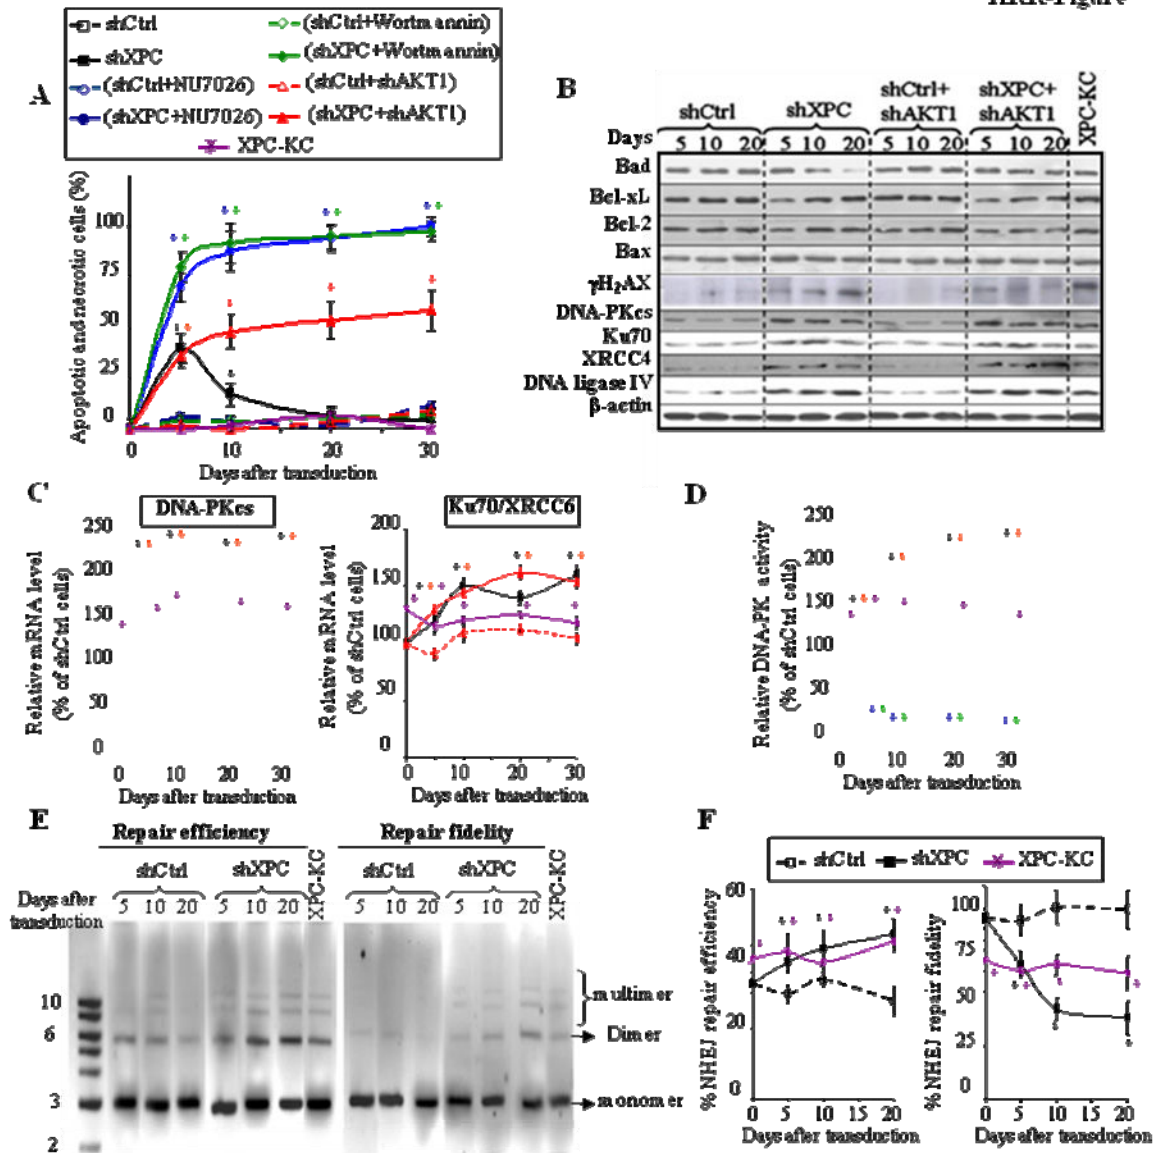 shCtrl
(shCtrl+Wortmannin)
shXPC
(shXPC+Wortmannin)
(shCtrl+NU7026)
(shCtrl+shAKT1)
(shXPC+NU7026)
(shXPC+shAKT1)
XPC-KC
A
Apoptotic and necrotic cells (%)
100
75
50
25
0
0 10 20 30
Days after transduction
B
shCtrl shXPC shCtrl+ shAKT1 shXPC+ shAKT1 XPC-KC
Days 5 10 20 5 10 20 5 10 20 5 10 20
Bad
Bcl-xL
Bcl-2
Bax
γH2AX
DNA-PKcs
Ku70
XRCC4
DNA ligase IV
β-actin
C
DNA-PKcs
Relative mRNA level
(% of shCtrl cells)
250
200
150
100
50
0
0 10 20 30
Days after transduction
Ku70/XRCC6
Relative mRNA level
(% of shCtrl cells)
200
150
100
50
0
0 10 20 30
Days after transduction
D
Relative DNA-PK activity
(% of shCtrl cells)
250
200
150
100
50
0
0 10 20 30
Days after transduction
E
Repair efficiency Repair fidelity
shCtrl shXPC XPC-KC shCtrl shXPC XPC-KC
Days after
transduction
5 10 20 5 10 20 5 10 20 5 10 20
10
6
3
2
multimer
Dimer
monomer
F
shCtrl shXPC XPC-KC
% NHEJ repair efficiency
60
40
20
0
0 5 10 15 20
Days after transduction
% NHEJ repair fidelity
100
75
50
25
0
0 5 10 15 20
Days after transduction